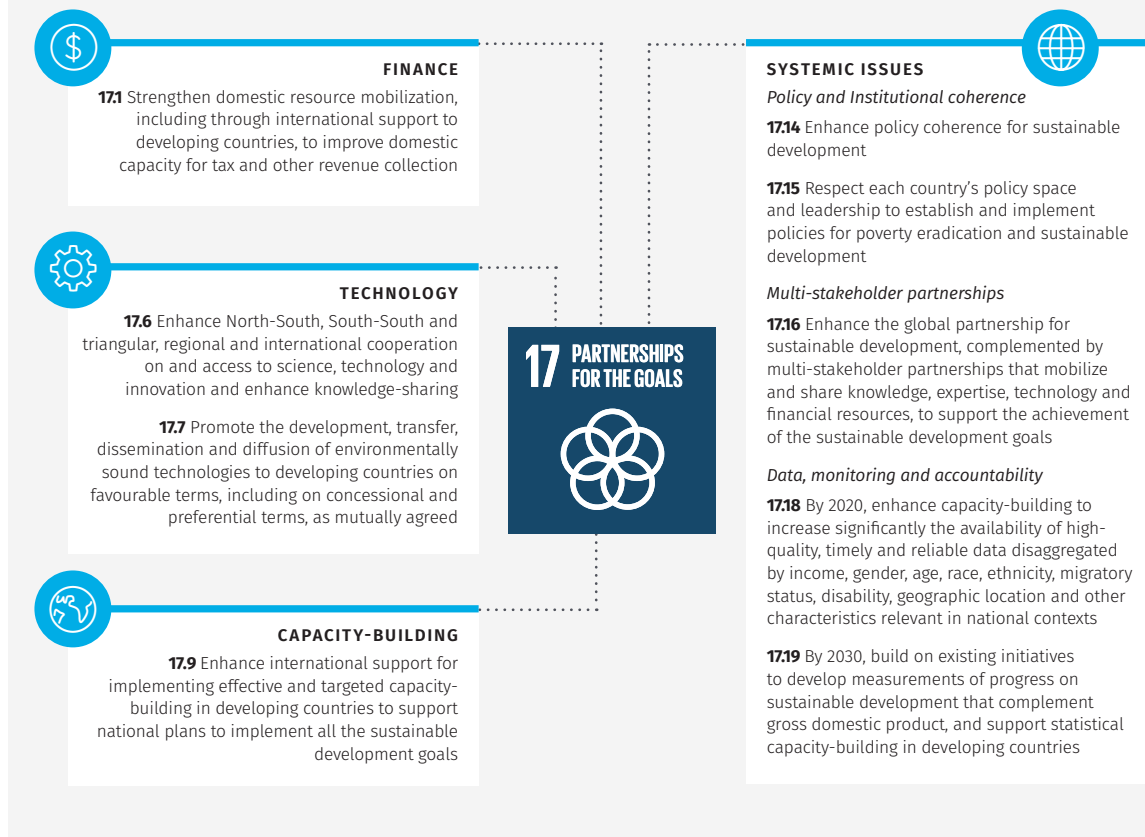 FINANCE
17.1 Strengthen domestic resource mobilization,
including through international support to
developing countries, to improve domestic
capacity for tax and other revenue collection
TECHNOLOGY
17.6 Enhance North-South, South-South and
triangular, regional and international cooperation
on and access to science, technology and
innovation and enhance knowledge-sharing
17.7 Promote the development, transfer,
dissemination and diffusion of environmentally
sound technologies to developing countries on
favourable terms, including on concessional and
preferential terms, as mutually agreed
CAPACITY-BUILDING
17.9 Enhance international support for
implementing effective and targeted capacity-
building in developing countries to support
national plans to implement all the sustainable
development goals
17 PARTNERSHIPS
FOR THE GOALS
SYSTEMIC ISSUES
Policy and Institutional coherence
17.14 Enhance policy coherence for sustainable
development
17.15 Respect each country's policy space
and leadership to establish and implement
policies for poverty eradication and sustainable
development
Multi-stakeholder partnerships
17.16 Enhance the global partnership for
sustainable development, complemented by
multi-stakeholder partnerships that mobilize
and share knowledge, expertise, technology and
financial resources, to support the achievement
of the sustainable development goals
Data, monitoring and accountability
17.18 By 2020, enhance capacity-building to
increase significantly the availability of high-
quality, timely and reliable data disaggregated
by income, gender, age, race, ethnicity, migratory
status, disability, geographic location and other
characteristics relevant in national contexts
17.19 By 2030, build on existing initiatives
to develop measurements of progress on
sustainable development that complement
gross domestic product, and support statistical
capacity-building in developing countries